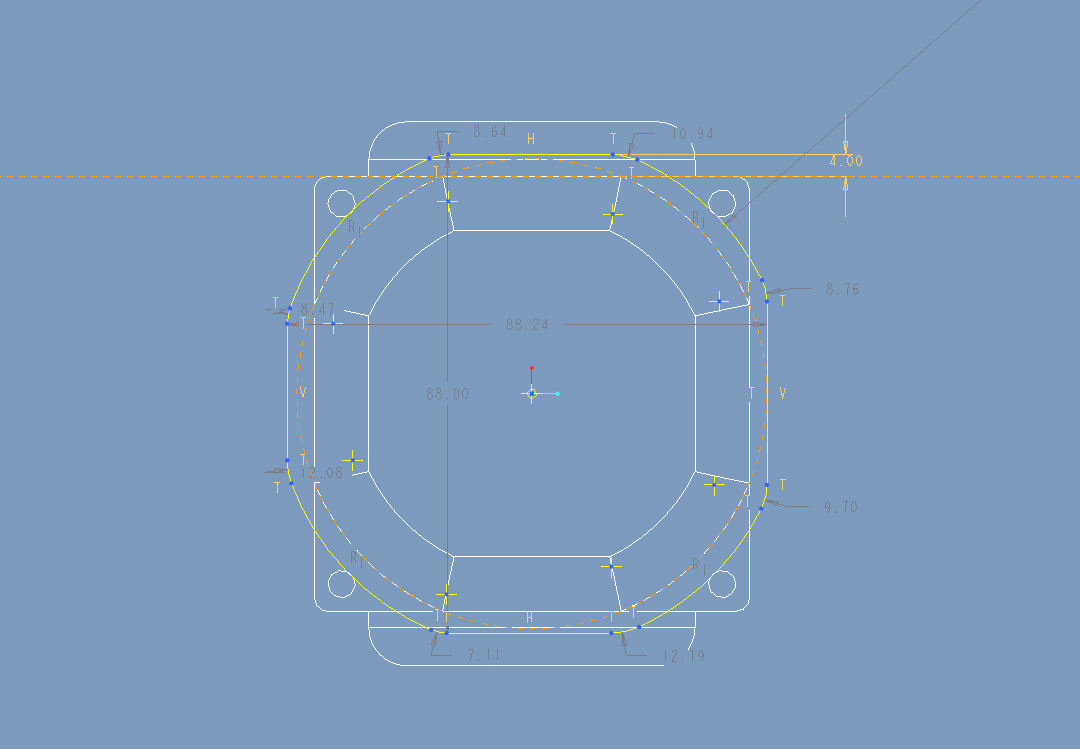 8.64
T H T
10.94
4.00
T T
R1 R1
T T T
8.76
8.47
T
88.24
V 88.00 T V
T T
12.08
T T
9.70
R1 R1
T T H T T
7.11 12.19